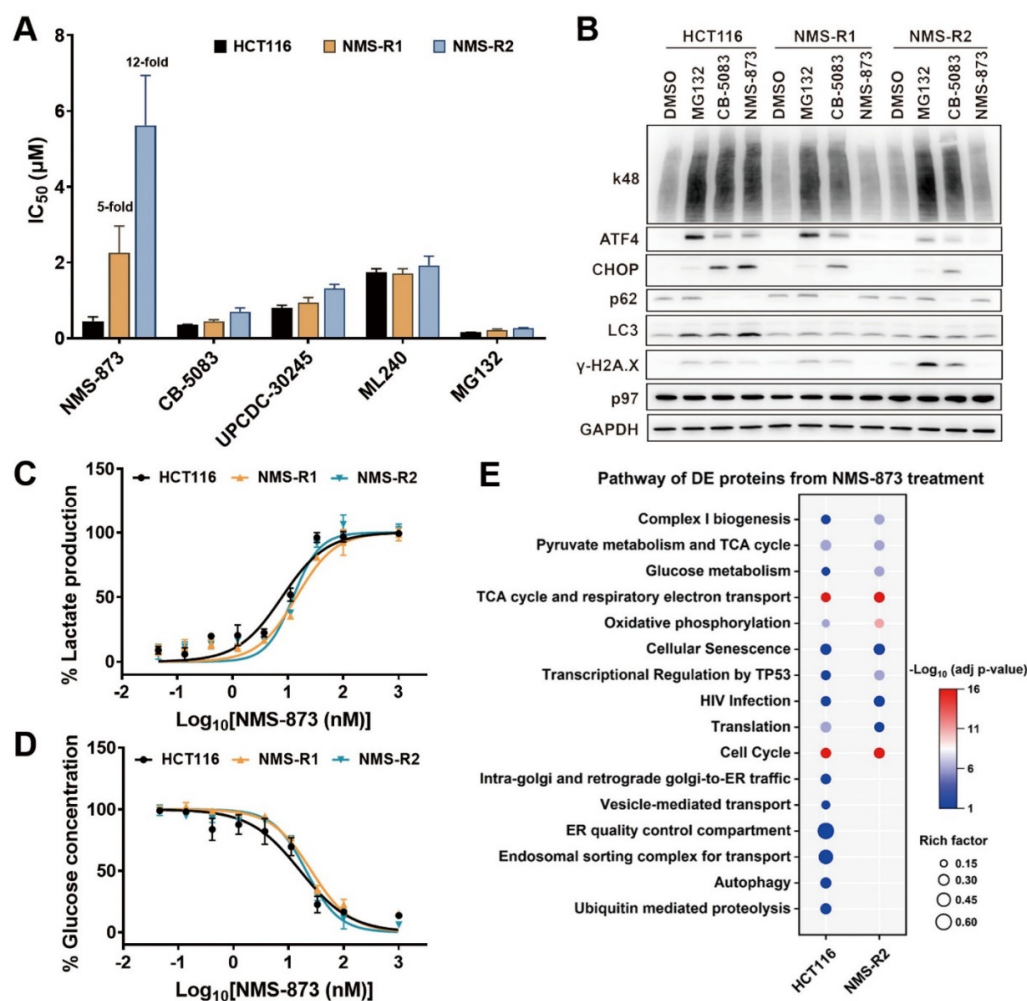 A
HCT116 NMS-R1 NMS-R2
IC50 (μM)
8
6
4
2
0
5-fold
12-fold
NMS-873
CB-5083
UPCDC-30245
ML240
MG132
B
HCT116 NMS-R1 NMS-R2
DMSO MG132 CB-5083 NMS-873 DMSO MG132 CB-5083 NMS-873 DMSO MG132 CB-5083 NMS-873
k48
ATF4
CHOP
p62
LC3
γ-H2A.X
p97
GAPDH
C
HCT116 NMS-R1 NMS-R2
% Lactate production
150
100
50
0
-2 -1 0 1 2 3
Log10[NMS-873 (nM)]
D
HCT116 NMS-R1 NMS-R2
% Glucose concentration
150
100
50
0
-2 -1 0 1 2 3
Log10[NMS-873 (nM)]
E
Pathway of DE proteins from NMS-873 treatment
Complex I biogenesis
Pyruvate metabolism and TCA cycle
Glucose metabolism
TCA cycle and respiratory electron transport
Oxidative phosphorylation
Cellular Senescence
Transcriptional Regulation by TP53
HIV Infection
Translation
Cell Cycle
Intra-golgi and retrograde golgi-to-ER traffic
Vesicle-mediated transport
ER quality control compartment
Endosomal sorting complex for transport
Autophagy
Ubiquitin mediated proteolysis
HCT116
NMS-R2
-Log10 (adj p-value)
16
11
6
1
Rich factor
0.15
0.30
0.45
0.60